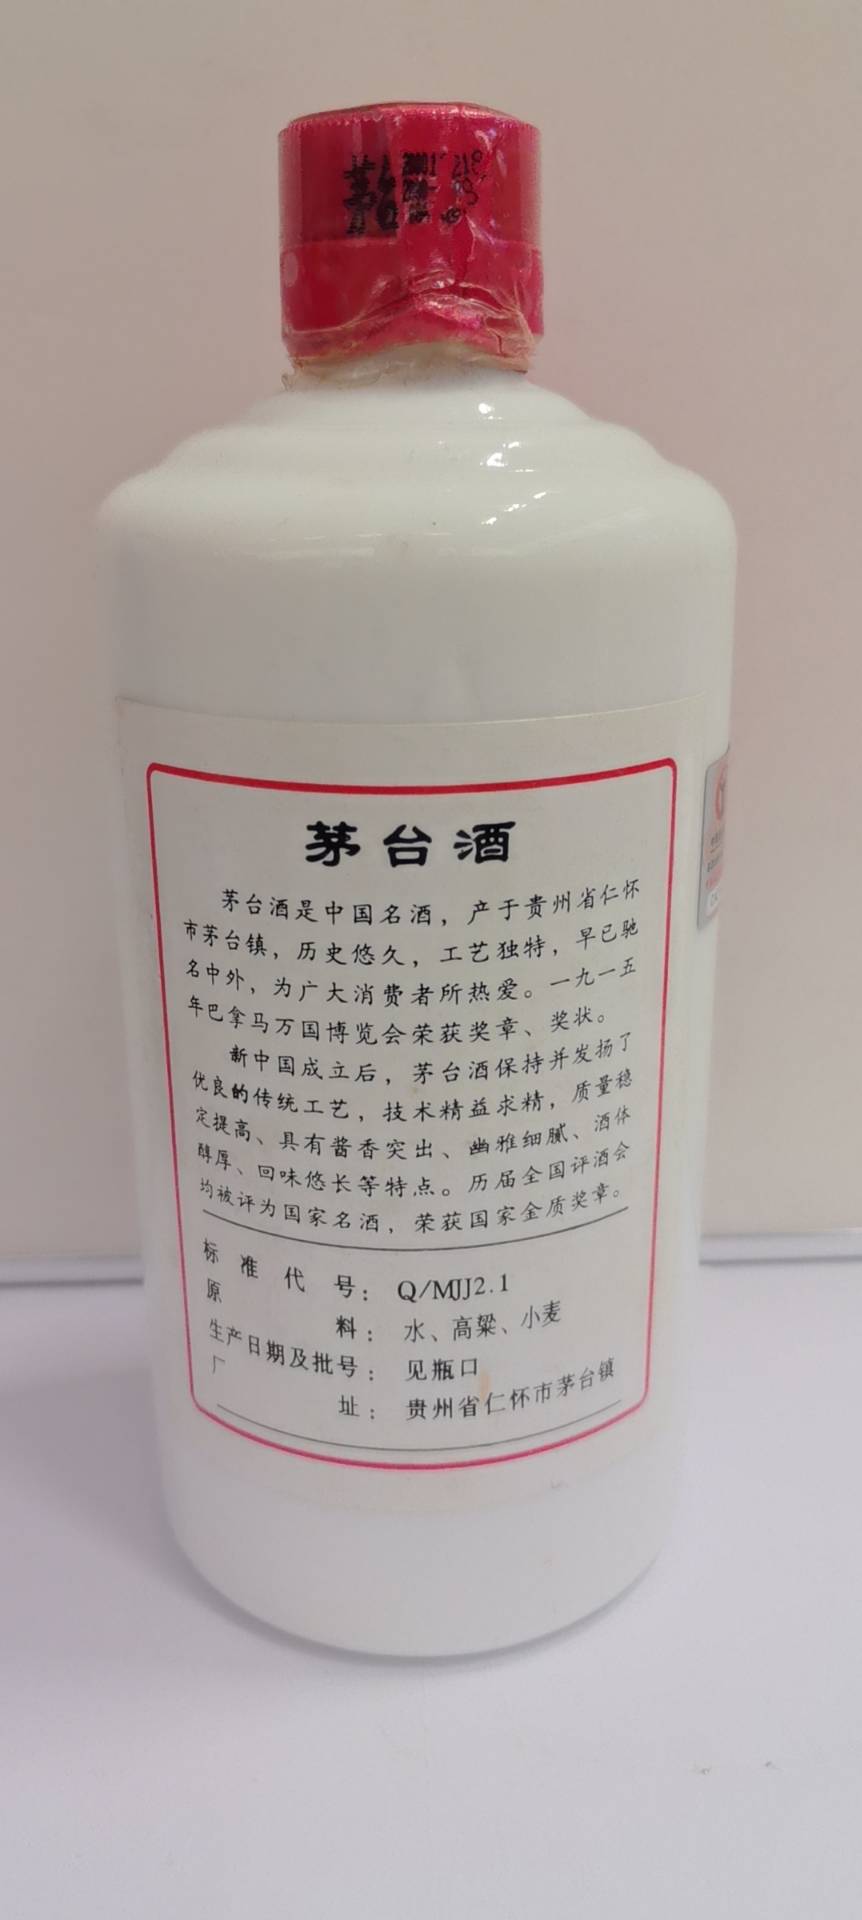 茅台酒
茅台酒是中国名酒，产于贵州省仁怀
市茅台镇，历史悠久，工艺独特，早已驰
名中外，为广大消费者所热爱。一九一五
年巴拿马万国博览会荣获奖章、奖状。
新中国成立后，茅台酒保持并发扬了
优良的传统工艺，技术精益求精，质量稳
定提高、具有酱香突出、幽雅细腻、酒体
醇厚、回味悠长等特点。历届全国评酒会
均被评为国家名酒，荣获国家金质奖章。
标准代号：Q/MJJ2.1
原料：水、高粱、小麦
生产日期及批号：见瓶口
厂址：贵州省仁怀市茅台镇